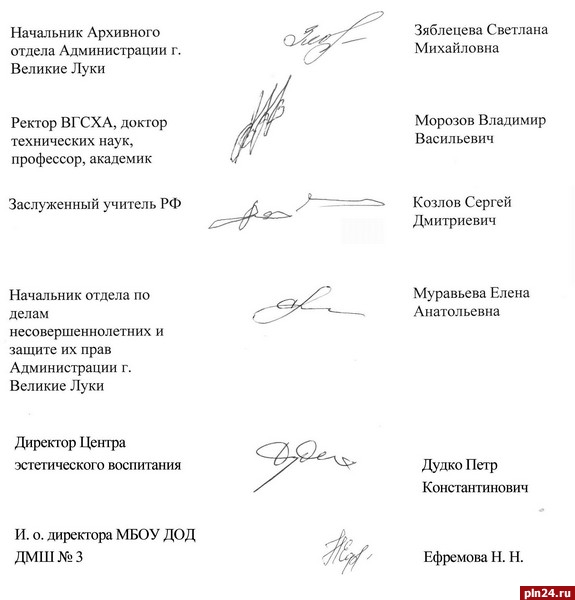 Начальник Архивного
отдела Администрации г.
Великие Луки
Зяблецева Светлана
Михайловна
Ректор ВГСХА, доктор
технических наук,
профессор, академик
Морозов Владимир
Васильевич
Заслуженный учитель РФ
Козлов Сергей
Дмитриевич
Начальник отдела по
делам
несовершеннолетних и
защите их прав
Администрации г.
Великие Луки
Муравьева Елена
Анатольевна
Директор Центра
эстетического воспитания
Дудко Петр
Константинович
И. о. директора МБОУ ДОД
ДМШ № 3
Ефремова Н. Н.
pln24.ru